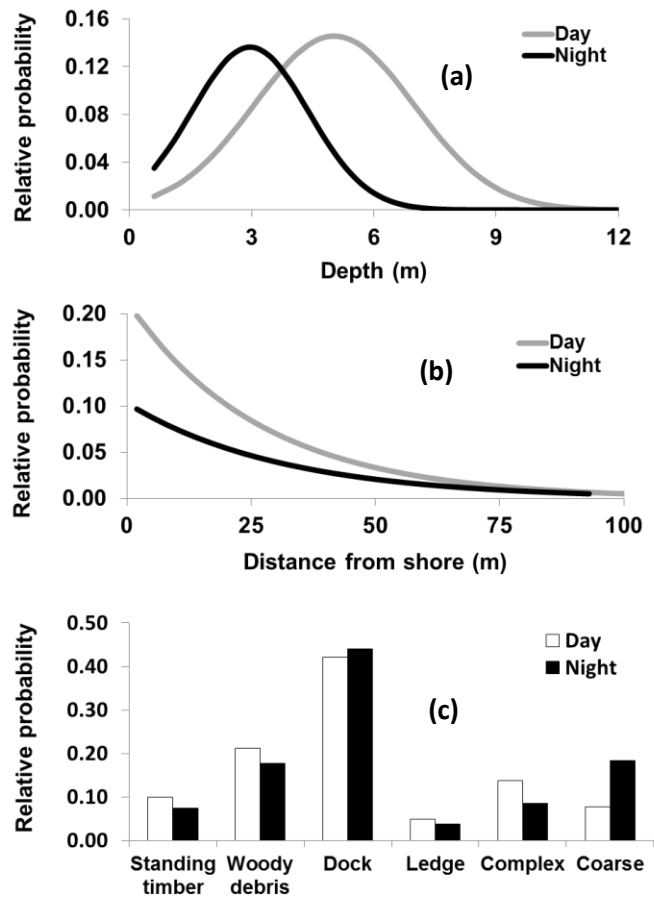 Relative probability
0.16
0.12
0.08
0.04
0.00
Day
Night
(a)
0 3 6 9 12
Depth (m)
Relative probability
0.20
0.15
0.10
0.05
0.00
Day
Night
(b)
0 25 50 75 100
Distance from shore (m)
Relative probability
0.50
0.40
0.30
0.20
0.10
0.00
Day
Night
(c)
Standing Woody Dock Ledge Complex Coarse
timber debris